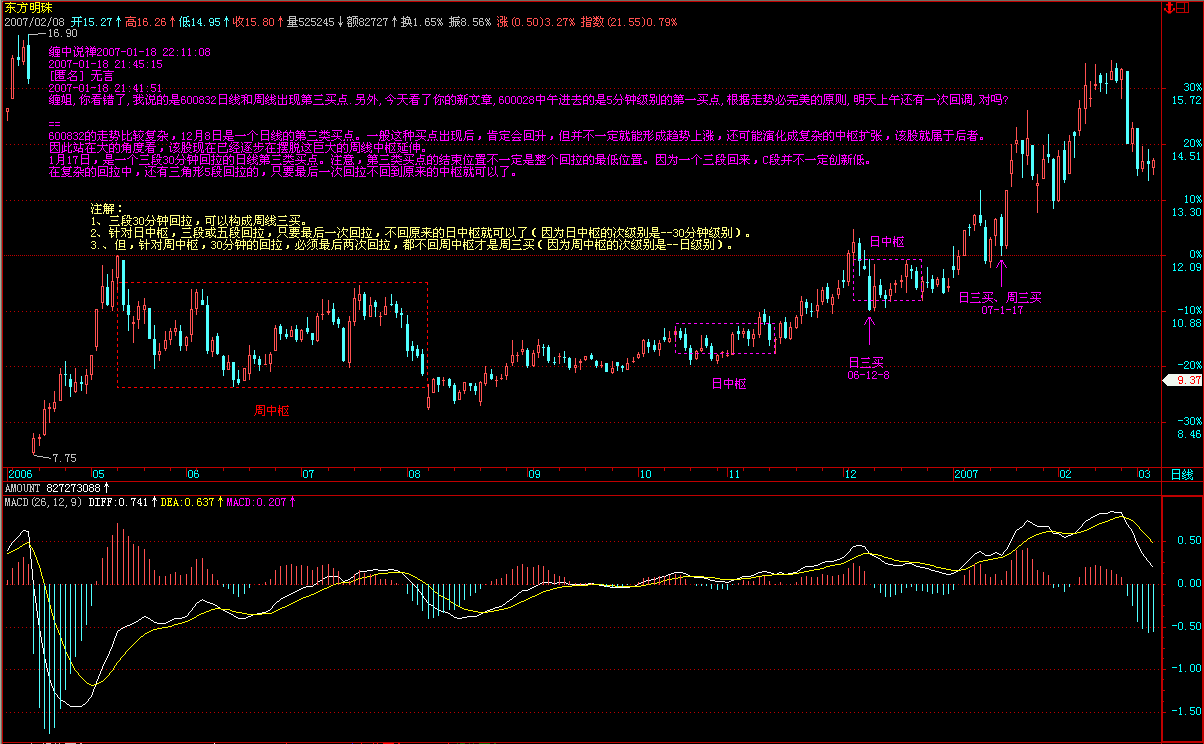 东方明珠
2007/02/08 开15.27↑高16.26↑低14.95↑收15.80↑量525245↓额82727↑换1.65% 振8.56% 涨(0.50)3.27% 指数(21.55)0.79%
16.90
缠中说禅2007-01-18 22:11:08
2007-01-18 21:45:15
[匿名] 无言
2007-01-18 21:41:51
缠姐,你看错了,我说的是600832日线和周线出现第三买点.另外,今天看了你的新文章,600028中午进去的是5分钟级别的第一买点,根据走势必完美的原则,明天上午还有一次回调,对吗?
==
600832的走势比较复杂，12月8日是一个日线的第三类买点。一般这种买点出现后，肯定会回升，但并不一定就能形成趋势上涨，还可能演化成复杂的中枢扩张，该股就属于后者。
因此站在大的角度看，该股现在已经逐步在摆脱这巨大的周线中枢延伸。
1月17日，是一个三段30分钟回拉的日线第三类买点。注意，第三类买点的结束位置不一定是整个回拉的最低位置。因为一个三段回来，C段并不一定创新低。
在复杂的回拉中，还有三角形5段回拉的，只要最后一次回拉不回到原来的中枢就可以了。
注解：
1、三段30分钟回拉，可以构成周线三买。
2、针对日中枢，三段或五段回拉，只要最后一次回拉，不回原来的日中枢就可以了（因为日中枢的次级别是--30分钟级别）。
3.、但，针对周中枢，30分钟的回拉，必须最后两次回拉，都不回周中枢才是周三买（因为周中枢的次级别是--日级别）。
30%
15.72
20%
14.51
10%
13.30
0%
12.09
-10%
10.88
-20%
9.37
-30%
8.46
日中枢
日三买、周三买
07-1-17
日三买
06-12-8
日中枢
周中枢
7.75
2006 05 06 07 08 09 10 11 12 2007 02 03 日线
AMOUNT 827273088↑
MACD(26,12,9) DIFF:0.741↑DEA:0.637↑MACD:0.207↑
0.50
0.00
-0.50
-1.00
-1.50